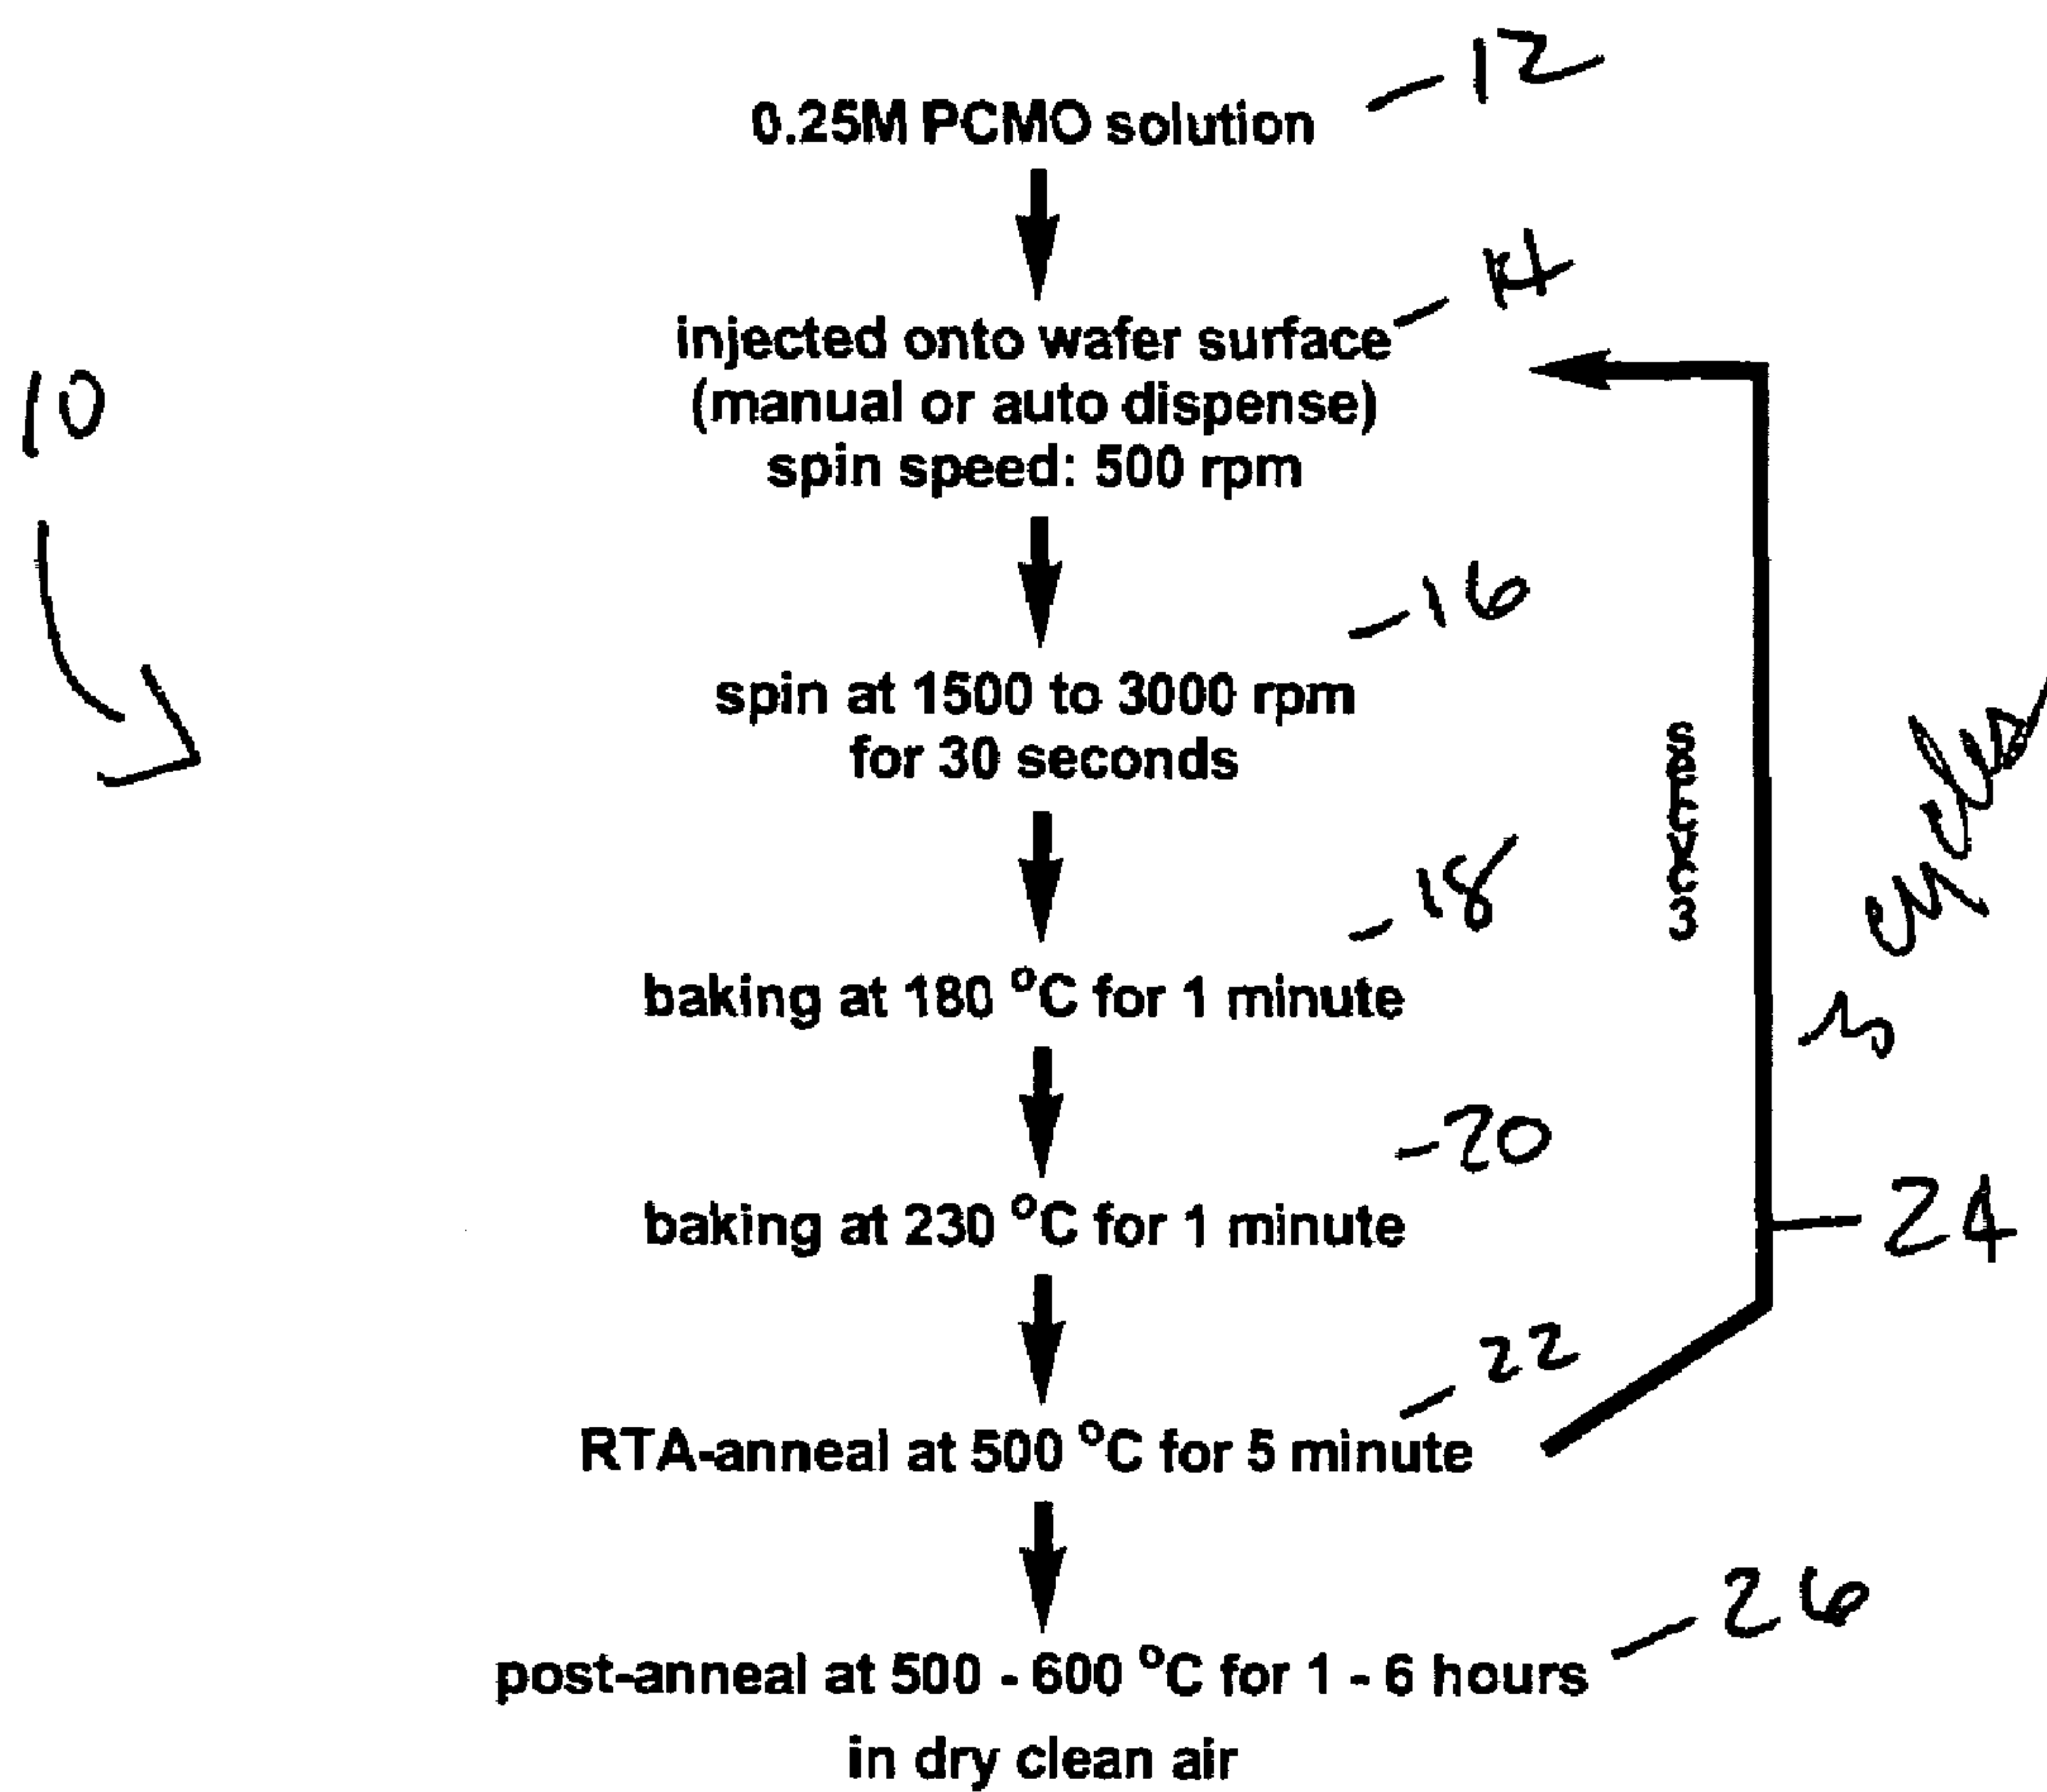 0.25M PCMO solution
12
injected onto wafer surface
14
(manual or auto dispense)
spin speed: 500 rpm
10
16
spin at 1500 to 3000 rpm
for 30 seconds
3 cycles
cycles
18
baking at 180 °C for 1 minute
20
baking at 230 °C for 1 minute
24
22
RTA-anneal at 500 °C for 5 minute
26
post-anneal at 500 - 600 °C for 1 - 6 hours
in dry clean air